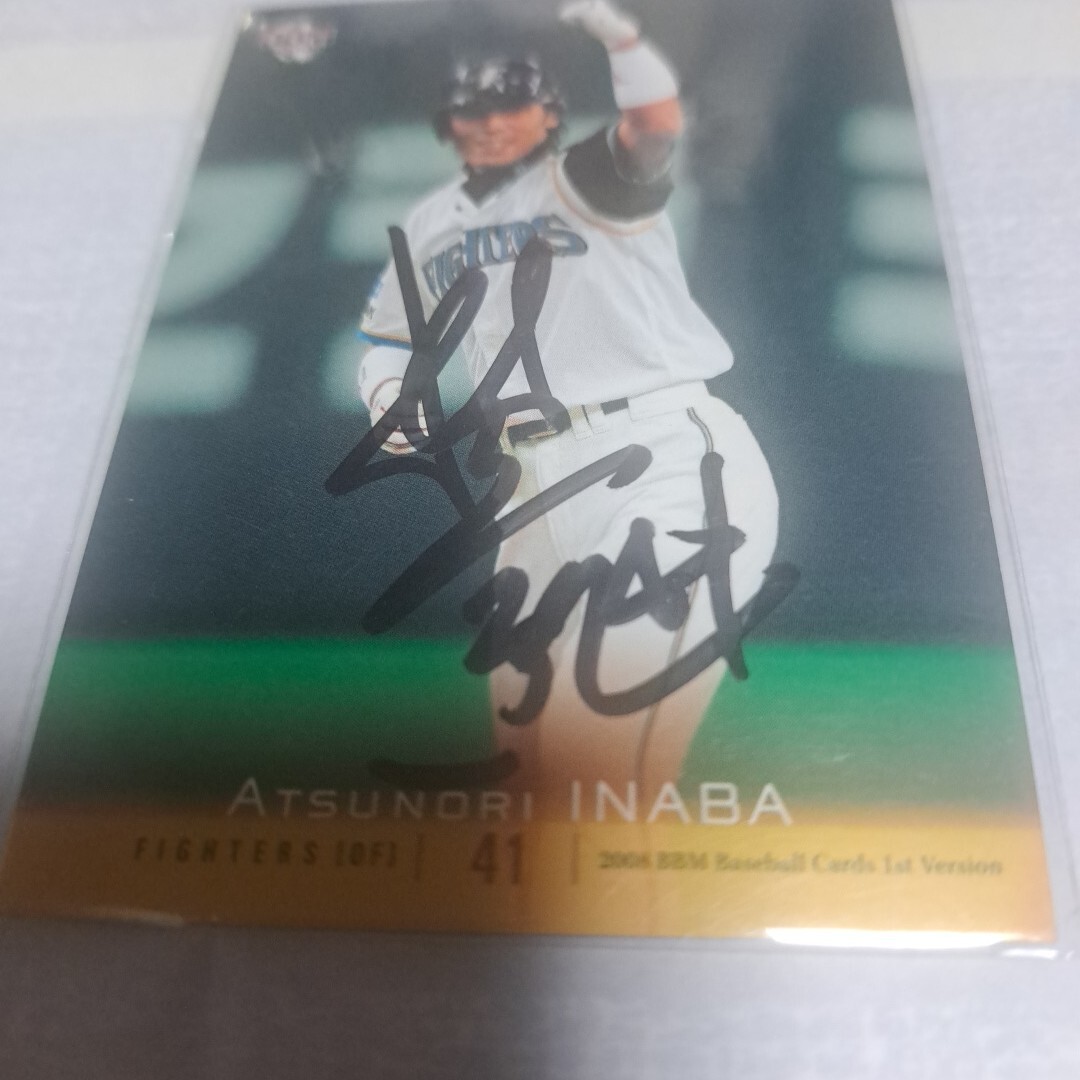 FIGHTERS
ATSUNORI INABA
FIGHTERS [OF] 41 2008 BBM Baseball Cards 1st Version